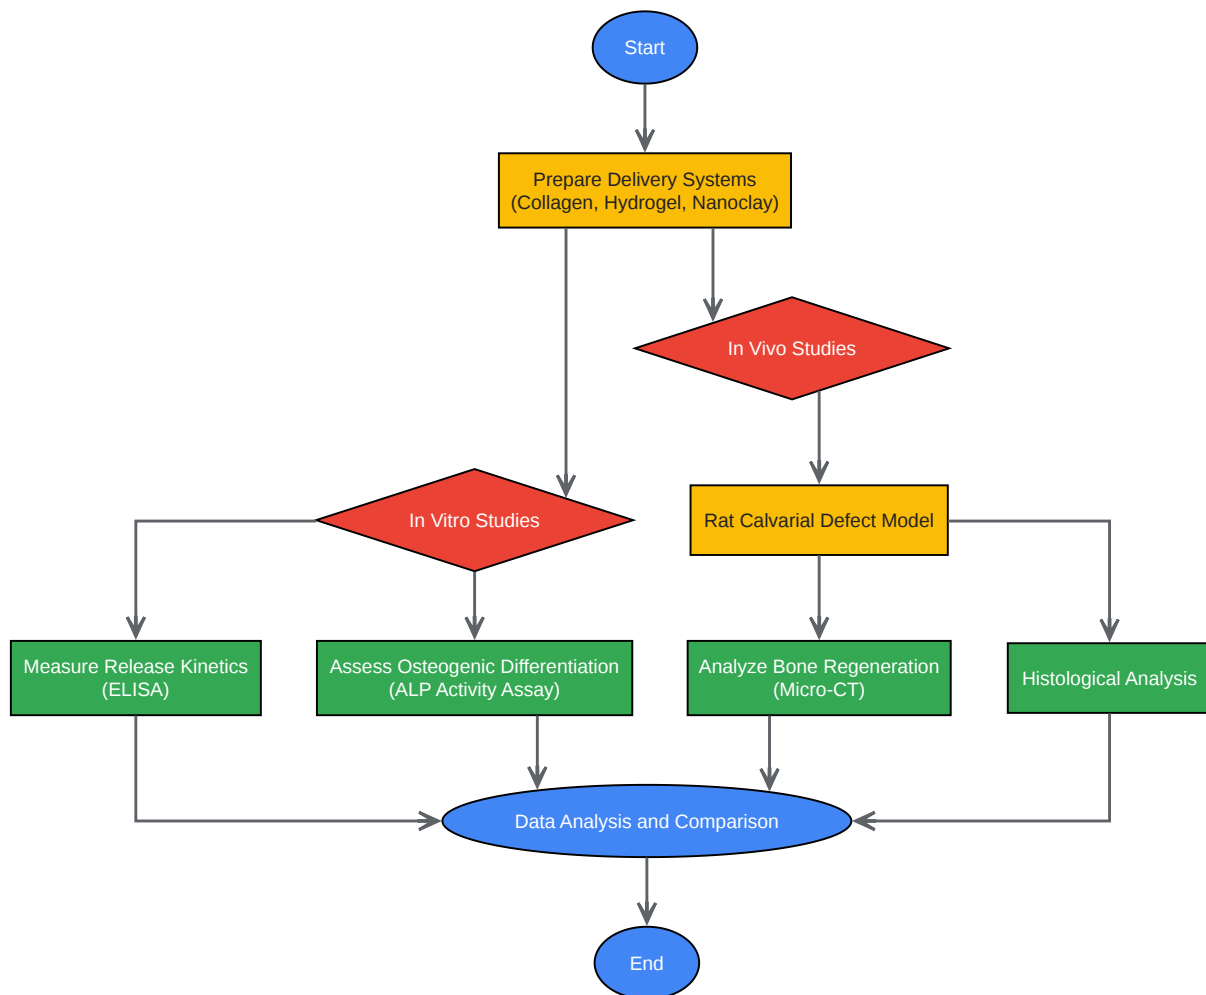 Start
Prepare Delivery Systems
(Collagen, Hydrogel, Nanoclay)
In Vivo Studies
In Vitro Studies
Rat Calvarial Defect Model
Measure Release Kinetics
(ELISA)
Assess Osteogenic Differentiation
(ALP Activity Assay)
Analyze Bone Regeneration
(Micro-CT)
Histological Analysis
Data Analysis and Comparison
End